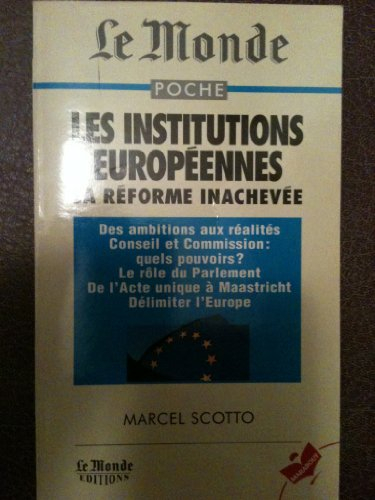 Le Monde
POCHE
LES INSTITUTIONS
EUROPÉENNES
LA RÉFORME INACHEVÉE
Des ambitions aux réalités
Conseil et Commission:
quels pouvoirs?
Le rôle du Parlement
De l'Acte unique à Maastricht
Délimiter l'Europe
MARCEL SCOTTO
Le Monde
EDITIONS
MARABOUT